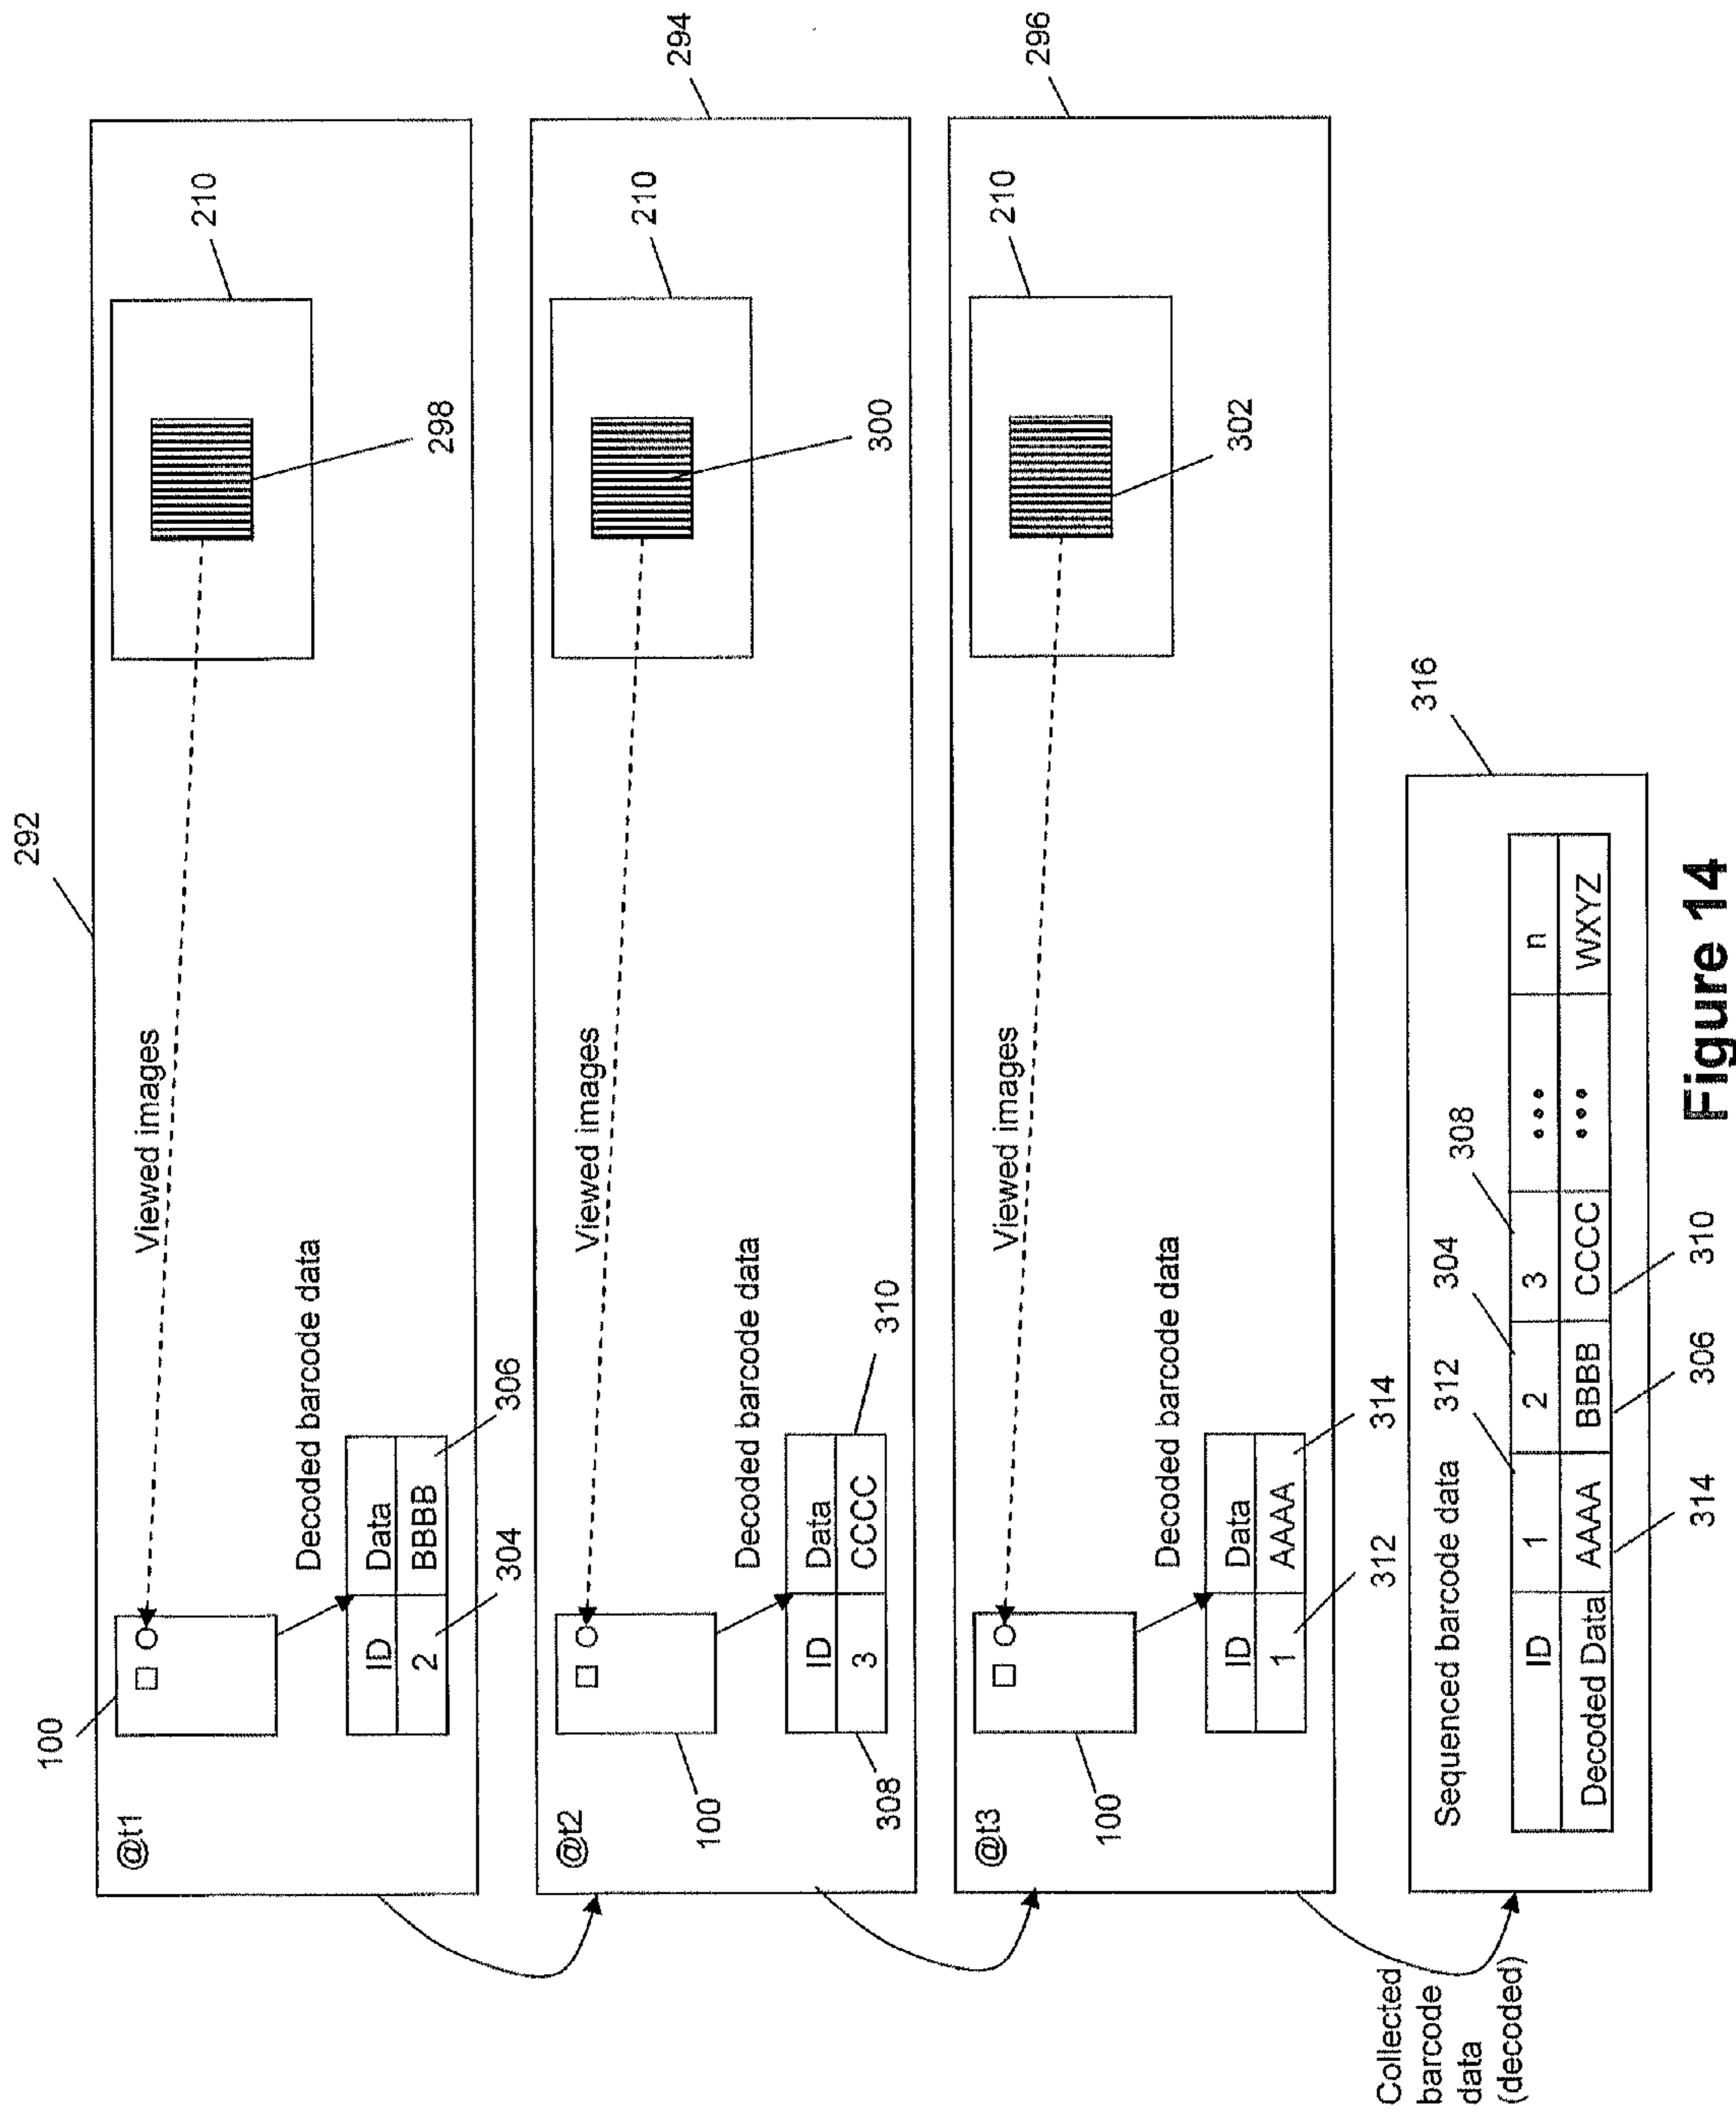 292
@t1
100
Viewed images
210
298
Decoded barcode data
ID Data
2 BBBB
304
306
294
@t2
100
Viewed images
210
300
Decoded barcode data
ID Data
3 CCCC
308
310
296
@t3
100
Viewed images
210
302
Decoded barcode data
ID Data
1 AAAA
312
314
Collected
barcode
data
(decoded)
316
Sequenced barcode data
312
304
308
ID 1 2 3 ••• n
Decoded Data AAAA BBBB CCCC ••• WXYZ
314
306
310
Figure 14